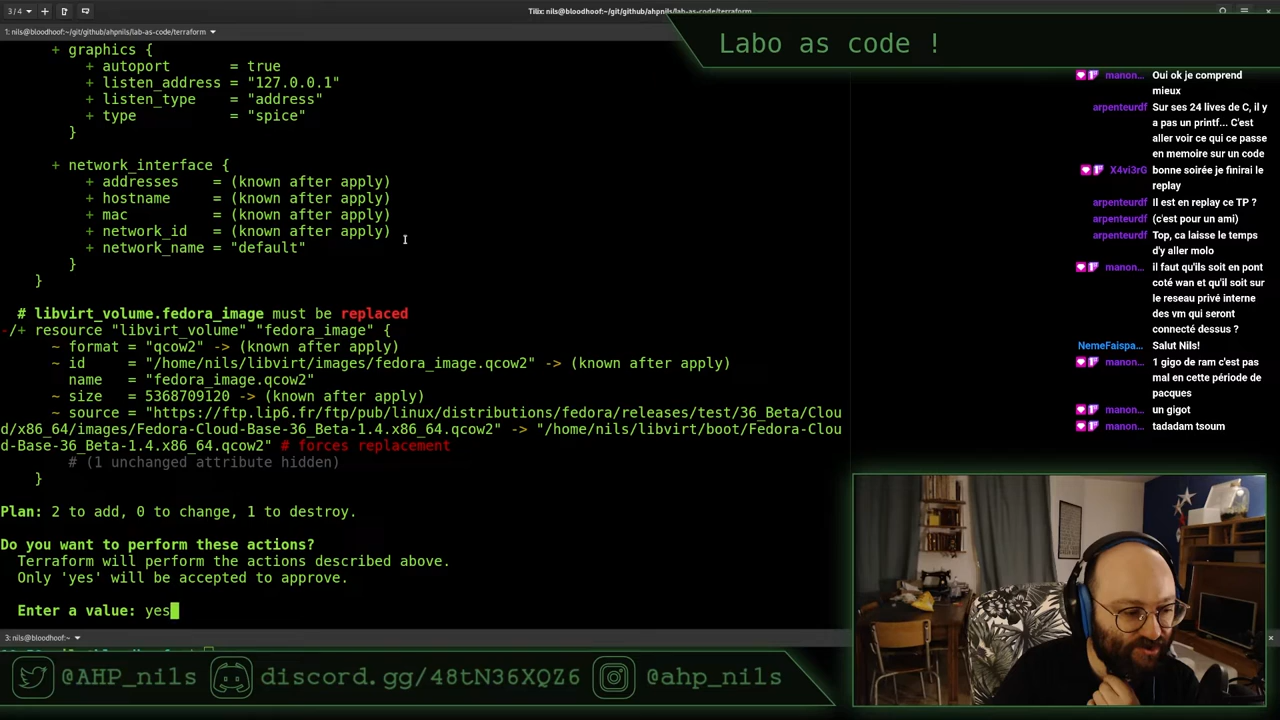 3/4
Tilix: nils@bloodhoof:~/git/github/ahpnils/lab-as-code/terraform
1: nils@bloodhoof:~/git/github/ahpnils/lab-as-code/terraform
Labo as code !
+ graphics {
+ autoport       = true
+ listen_address = "127.0.0.1"
+ listen_type    = "address"
+ type           = "spice"
}
+ network_interface {
+ addresses    = (known after apply)
+ hostname     = (known after apply)
+ mac          = (known after apply)
+ network_id   = (known after apply)
+ network_name = "default"
}
}
# libvirt_volume.fedora_image must be replaced
-/+ resource "libvirt_volume" "fedora_image" {
~ format = "qcow2" -> (known after apply)
~ id     = "/home/nils/libvirt/images/fedora_image.qcow2" -> (known after apply)
name   = "fedora_image.qcow2"
~ size   = 5368709120 -> (known after apply)
~ source = "https://ftp.lip6.fr/ftp/pub/linux/distributions/fedora/releases/test/36_Beta/Clou
d/x86_64/images/Fedora-Cloud-Base-36_Beta-1.4.x86_64.qcow2" -> "/home/nils/libvirt/boot/Fedora-Clou
d-Base-36_Beta-1.4.x86_64.qcow2" # forces replacement
# (1 unchanged attribute hidden)
}
Plan: 2 to add, 0 to change, 1 to destroy.
Do you want to perform these actions?
Terraform will perform the actions described above.
Only 'yes' will be accepted to approve.
Enter a value: yes
3: nils@bloodhoof:~
manon... Oui ok je comprend
mieux
arpenteurdf Sur ses 24 lives de C, il y
a pas un printf... C'est
aller voir ce qui ce passe
en memoire sur un code
X4vi3rG bonne soirée je finirai le
replay
arpenteurdf Il est en replay ce TP ?
arpenteurdf (c'est pour un ami)
arpenteurdf Top, ca laisse le temps
d'y aller molo
manon... il faut qu'ils soit en pont
coté wan et qu'il soit sur
le reseau privé interne
des vm qui seront
connecté dessus ?
NemeFaispa... Salut Nils!
manon... 1 gigo de ram c'est pas
mal en cette période de
pacques
manon... un gigot
manon... tadadam tsoum
@AHP_nils
discord.gg/48tN36XQZ6
@ahp_nils